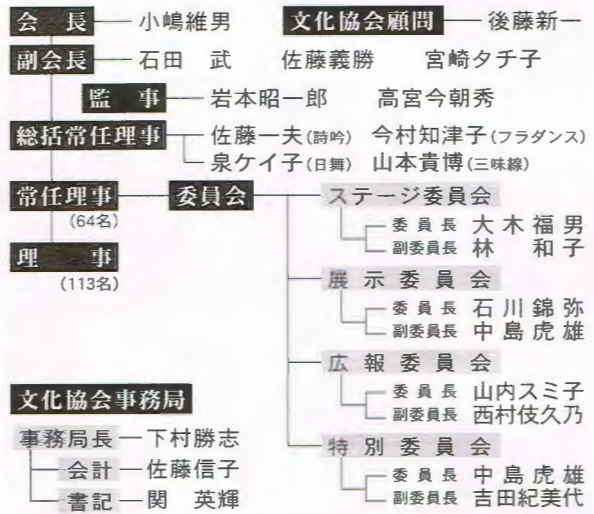 会長 小嶋維男 文化協会顧問 後藤新一
副会長 石田 武 佐藤義勝 宮崎タチ子
監事 岩本昭一郎 高宮今朝秀
総括常任理事 佐藤一夫(詩吟) 今村知津子(フラダンス)
泉ケイ子(日舞) 山本貴博(三味線)
常任理事 委員会 ステージ委員会
(64名)
委員長 大木福男
副委員長 林 和子
理事
(113名)
展示委員会
委員長 石川錦弥
副委員長 中島虎雄
広報委員会
委員長 山内スミ子
副委員長 西村伎久乃
特別委員会
委員長 中島虎雄
副委員長 吉田紀美代
文化協会事務局
事務局長 下村勝志
会計 佐藤信子
書記 関 英輝